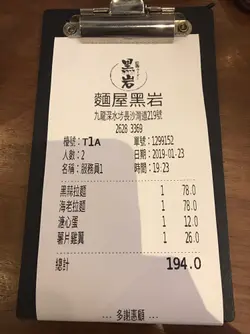 黑岩
麵屋黑岩
九龍深水埗長沙灣道219號
2628 3369
檯號:T1A 單號:1299152
人數:2 日期:2019-01-23
名稱:服務員1 時間:19:23
黑蒜拉麵 1 78.0
海老拉麵 1 78.0
溏心蛋 1 12.0
薯片雞翼 1 26.0
總計 194.0
... 多謝惠顧 ...